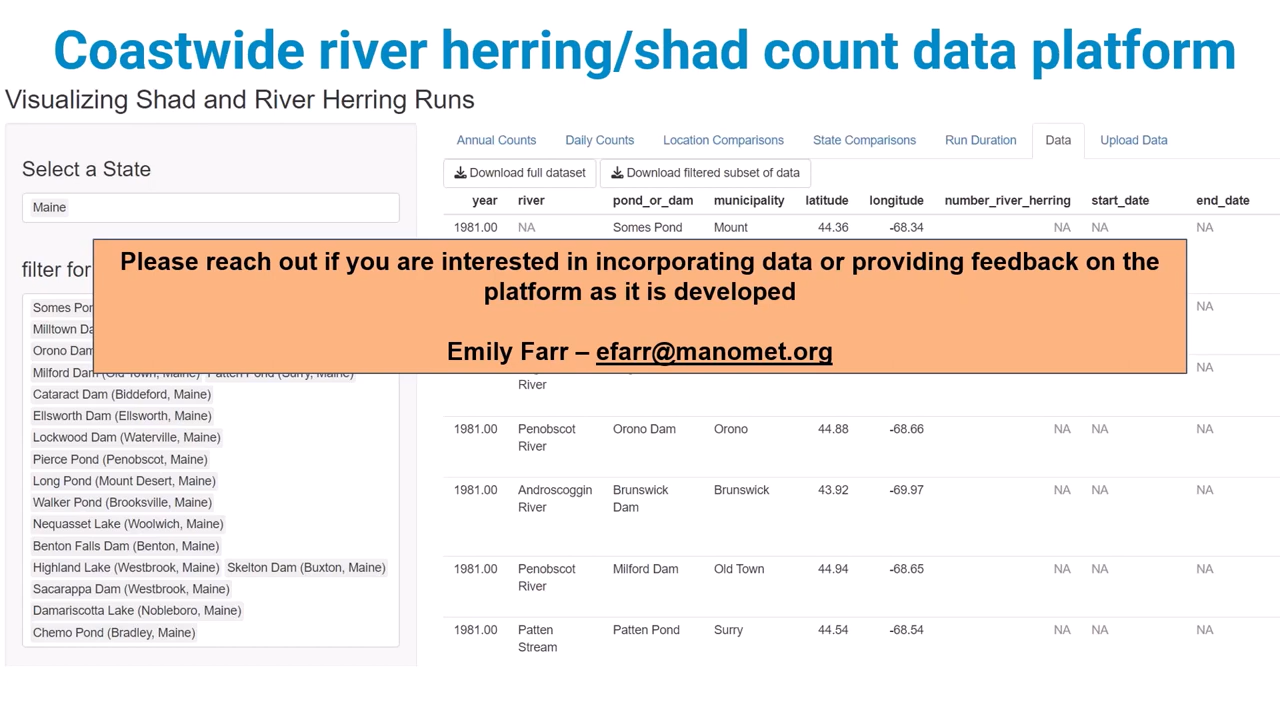 Coastwide river herring/shad count data platform
Visualizing Shad and River Herring Runs
Select a State
Maine
filter for
Somes Por
Milltown Da
Orono Dam
Milford Dam (Old Town, Maine) Patten Pond (Surry, Maine)
Cataract Dam (Biddeford, Maine)
Ellsworth Dam (Ellsworth, Maine)
Lockwood Dam (Waterville, Maine)
Pierce Pond (Penobscot, Maine)
Long Pond (Mount Desert, Maine)
Walker Pond (Brooksville, Maine)
Nequasset Lake (Woolwich, Maine)
Benton Falls Dam (Benton, Maine)
Highland Lake (Westbrook, Maine) Skelton Dam (Buxton, Maine)
Sacarappa Dam (Westbrook, Maine)
Damariscotta Lake (Nobleboro, Maine)
Chemo Pond (Bradley, Maine)
Annual Counts Daily Counts Location Comparisons State Comparisons Run Duration Data Upload Data
Download full dataset Download filtered subset of data
year river pond_or_dam municipality latitude longitude number_river_herring start_date end_date
1981.00 NA Somes Pond Mount 44.36 -68.34 NA NA NA
Please reach out if you are interested in incorporating data or providing feedback on the
platform as it is developed
Emily Farr – efarr@manomet.org
NA
NA
River
1981.00 Penobscot Orono Dam Orono 44.88 -68.66 NA NA NA
River
1981.00 Androscoggin Brunswick Brunswick 43.92 -69.97 NA NA NA
River Dam
1981.00 Penobscot Milford Dam Old Town 44.94 -68.65 NA NA NA
River
1981.00 Patten Patten Pond Surry 44.54 -68.54 NA NA NA
Stream